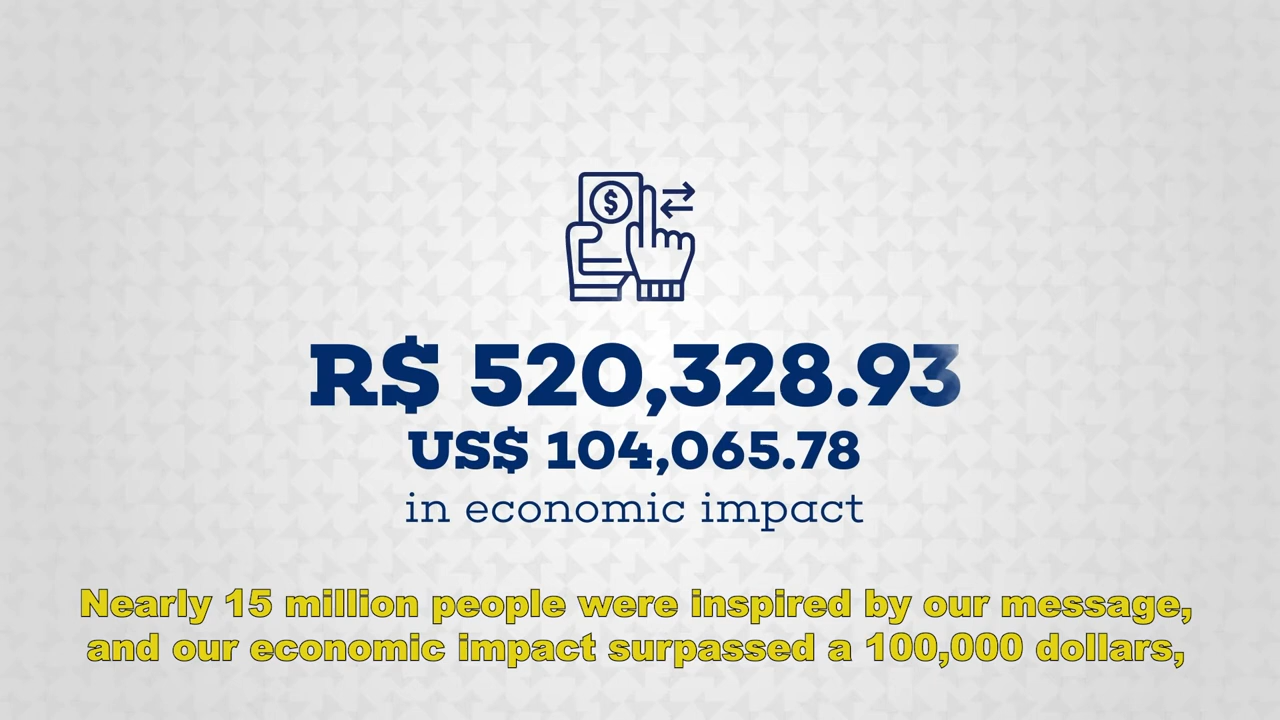 $
R$ 520,328.93
US$ 104,065.78
in economic impact
Nearly 15 million people were inspired by our message,
and our economic impact surpassed a 100,000 dollars,